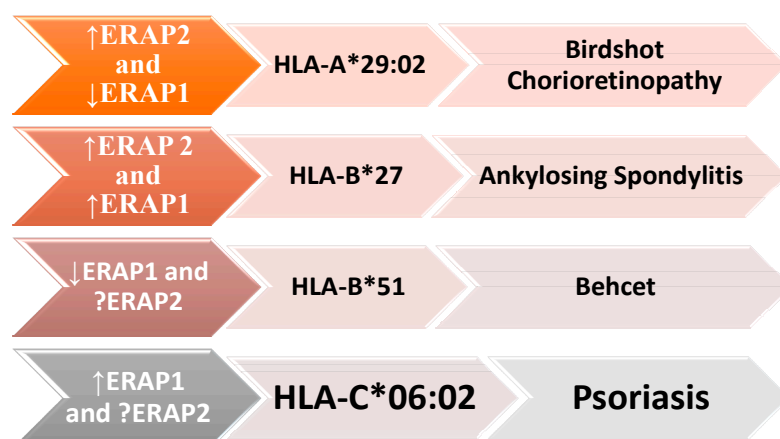 ↑ERAP2
and
↓ERAP1
HLA-A*29:02
Birdshot
Chorioretinopathy
↑ERAP 2
and
↑ERAP1
HLA-B*27
Ankylosing Spondylitis
↓ERAP1 and
?ERAP2
HLA-B*51
Behcet
↑ERAP1
and ?ERAP2
HLA-C*06:02
Psoriasis